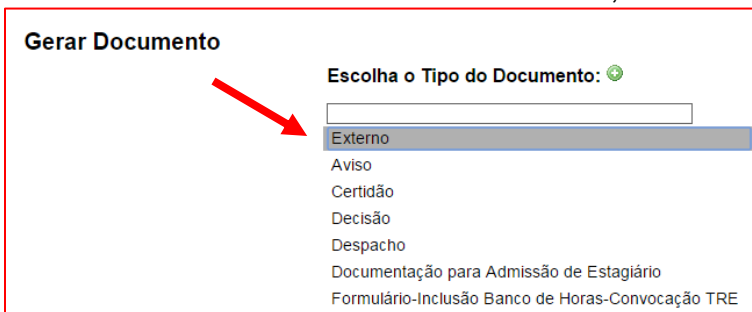 Gerar Documento
Escolha o Tipo do Documento:
Externo
Aviso
Certidão
Decisão
Despacho
Documentação para Admissão de Estagiário
Formulário-Inclusão Banco de Horas-Convocação TRE